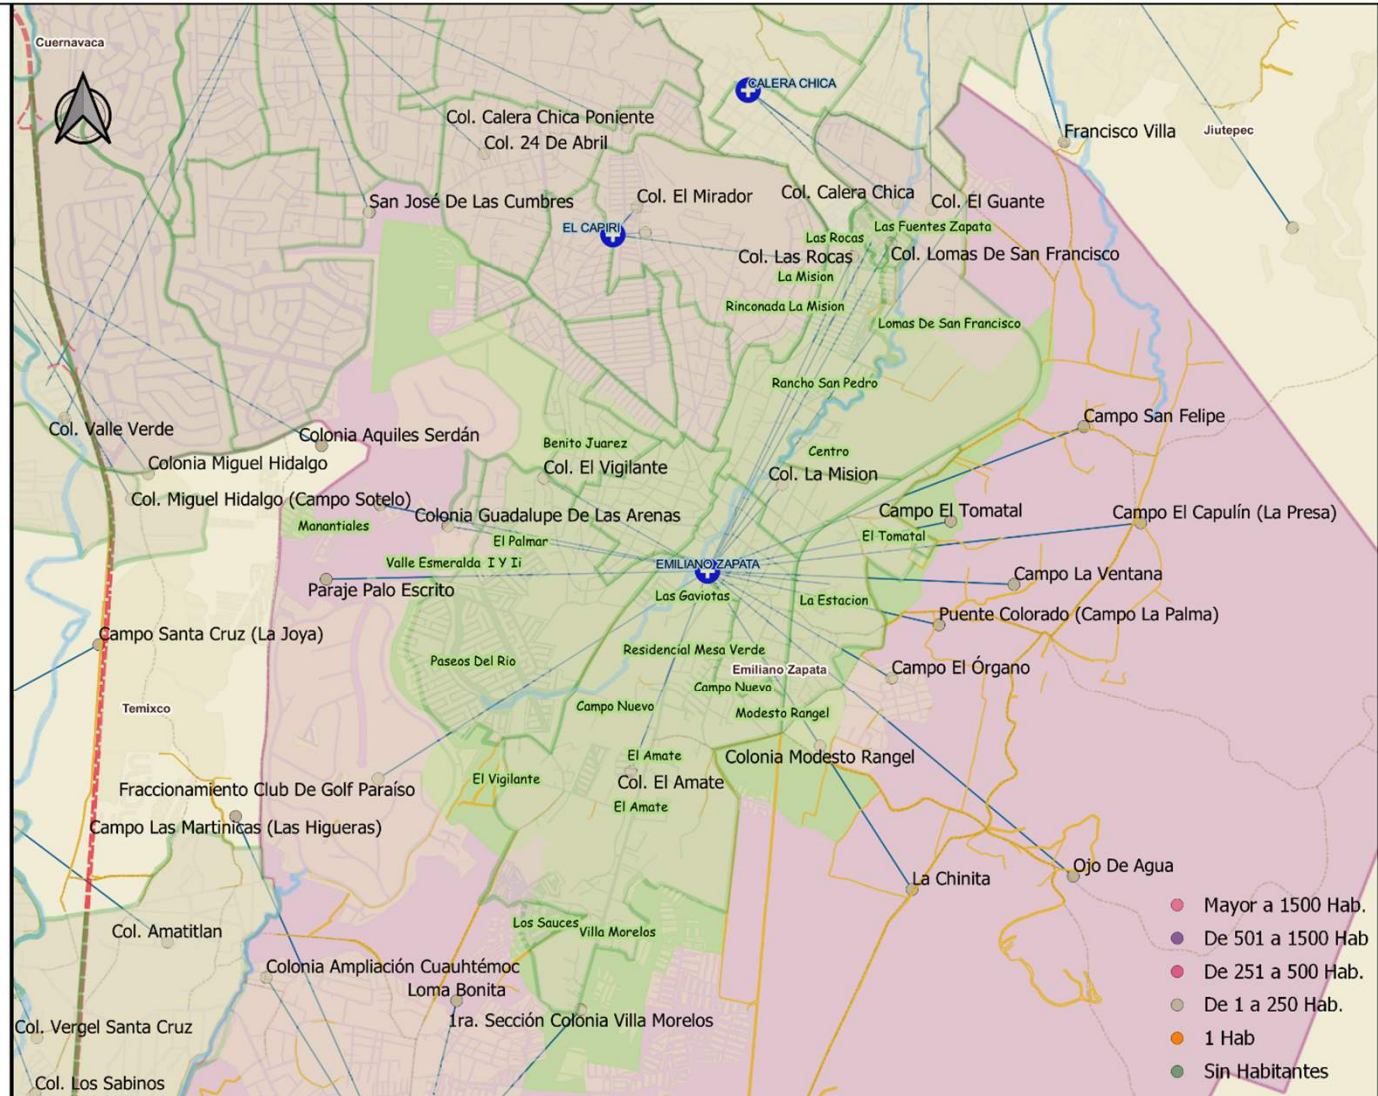 Cuernavaca
CALERA CHICA
Col. Calera Chica Poniente
Francisco Villa
Jiutepec
Col. 24 De Abril
Col. El Mirador
Col. Calera Chica
San José De Las Cumbres
Col. El Guante
EL CAPIRI
Las Fuentes Zapata
Las Rocas
Col. Las Rocas
Col. Lomas De San Francisco
La Mision
Rinconada La Mision
Lomas De San Francisco
Rancho San Pedro
Campo San Felipe
Col. Valle Verde
Colonia Aquiles Serdán
Benito Juarez
Centro
Colonia Miguel Hidalgo
Col. El Vigilante
Col. La Mision
Col. Miguel Hidalgo (Campo Sotelo)
Colonia Guadalupe De Las Arenas
Campo El Tomatal
Campo El Capulín (La Presa)
Manantiales
El Palmar
El Tomatal
Valle Esmeralda I Y Ii
EMILIANO ZAPATA
Campo La Ventana
Paraje Palo Escrito
Las Gaviotas
La Estacion
Puente Colorado (Campo La Palma)
Campo Santa Cruz (La Joya)
Residencial Mesa Verde
Paseos Del Rio
Emiliano Zapata
Campo El Órgano
Campo Nuevo
Temixco
Campo Nuevo
Modesto Rangel
El Amate
Colonia Modesto Rangel
El Vigilante
Col. El Amate
Fraccionamiento Club De Golf Paraíso
El Amate
Campo Las Martinicas (Las Higueras)
Ojo De Agua
La Chinita
Mayor a 1500 Hab.
Los Sauces
Villa Morelos
Col. Amatitlan
De 501 a 1500 Hab
Colonia Ampliación Cuauhtémoc
De 251 a 500 Hab.
Loma Bonita
De 1 a 250 Hab.
1ra. Sección Colonia Villa Morelos
Col. Vergel Santa Cruz
1 Hab
Sin Habitantes
Col. Los Sabinos